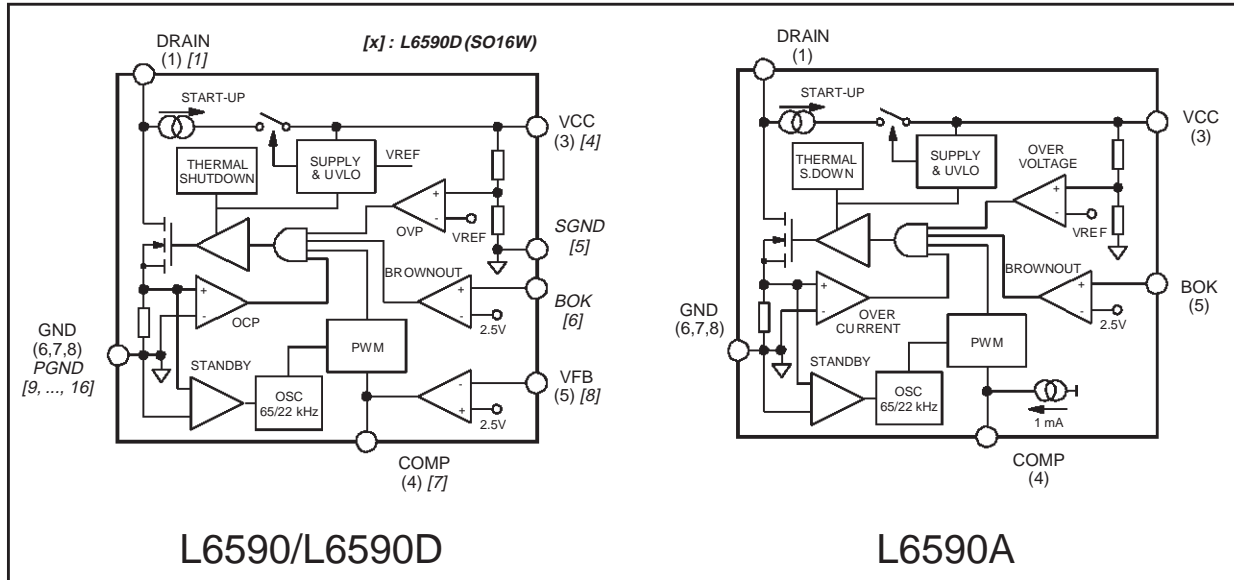 DRAIN
(1) [1]
[x] : L6590D (SO16W)
START-UP
VCC
(3) [4]
THERMAL
SHUTDOWN
SUPPLY
& UVLO
VREF
+
-
OVP
VREF
SGND
[5]
BROWNOUT
+
-
2.5V
BOK
[6]
+
-
OCP
GND
(6,7,8)
PGND
[9, ..., 16]
STANDBY
OSC
65/22 kHz
PWM
-
+
2.5V
VFB
(5) [8]
COMP
(4) [7]
L6590/L6590D
DRAIN
(1)
START-UP
VCC
(3)
THERMAL
S.DOWN
SUPPLY
& UVLO
OVER
VOLTAGE
+
-
VREF
BROWNOUT
+
-
2.5V
BOK
(5)
+
-
OVER
CURRENT
GND
(6,7,8)
STANDBY
OSC
65/22 kHz
PWM
1 mA
COMP
(4)
L6590A